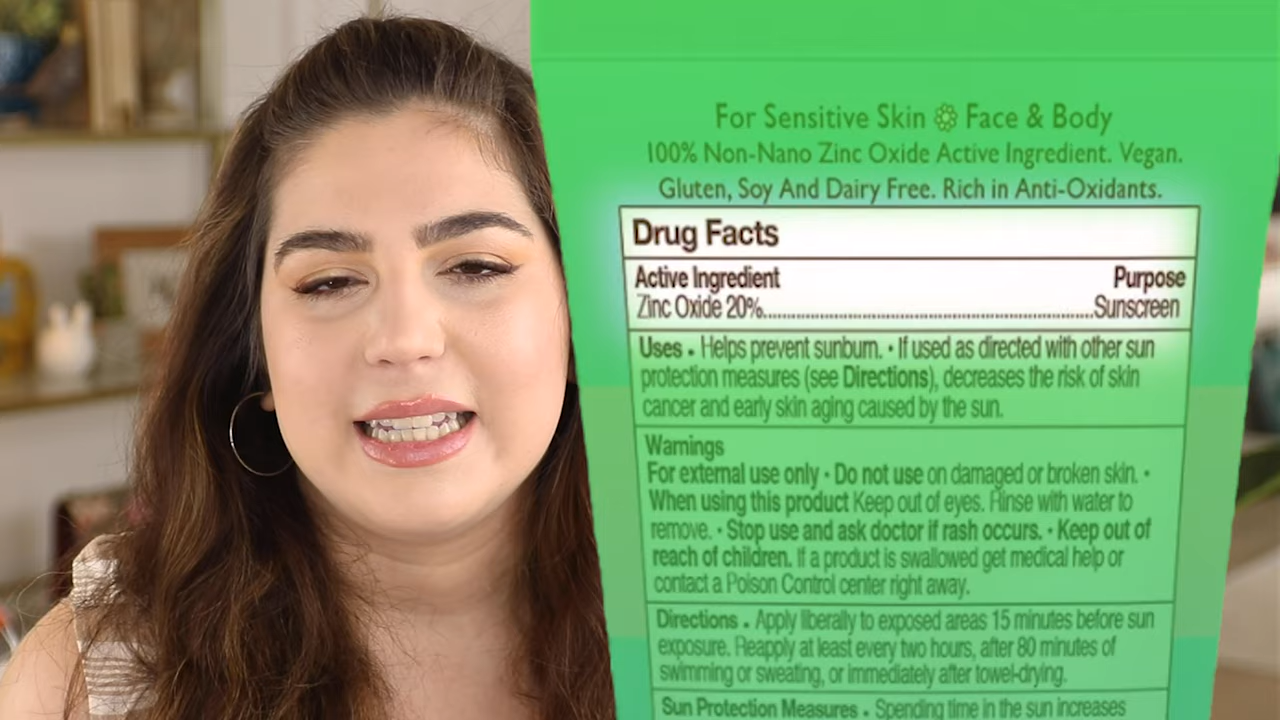 For Sensitive Skin Face & Body
100% Non-Nano Zinc Oxide Active Ingredient. Vegan.
Gluten, Soy And Dairy Free. Rich in Anti-Oxidants.
Drug Facts
Active Ingredient Purpose
Zinc Oxide 20%......................................................................Sunscreen
Uses • Helps prevent sunburn. • If used as directed with other sun
protection measures (see Directions), decreases the risk of skin
cancer and early skin aging caused by the sun.
Warnings
For external use only • Do not use on damaged or broken skin. •
When using this product Keep out of eyes. Rinse with water to
remove. • Stop use and ask doctor if rash occurs. • Keep out of
reach of children. If a product is swallowed get medical help or
contact a Poison Control center right away.
Directions • Apply liberally to exposed areas 15 minutes before sun
exposure. Reapply at least every two hours, after 80 minutes of
swimming or sweating, or immediately after towel-drying.
Sun Protection Measures • Spending time in the sun increases